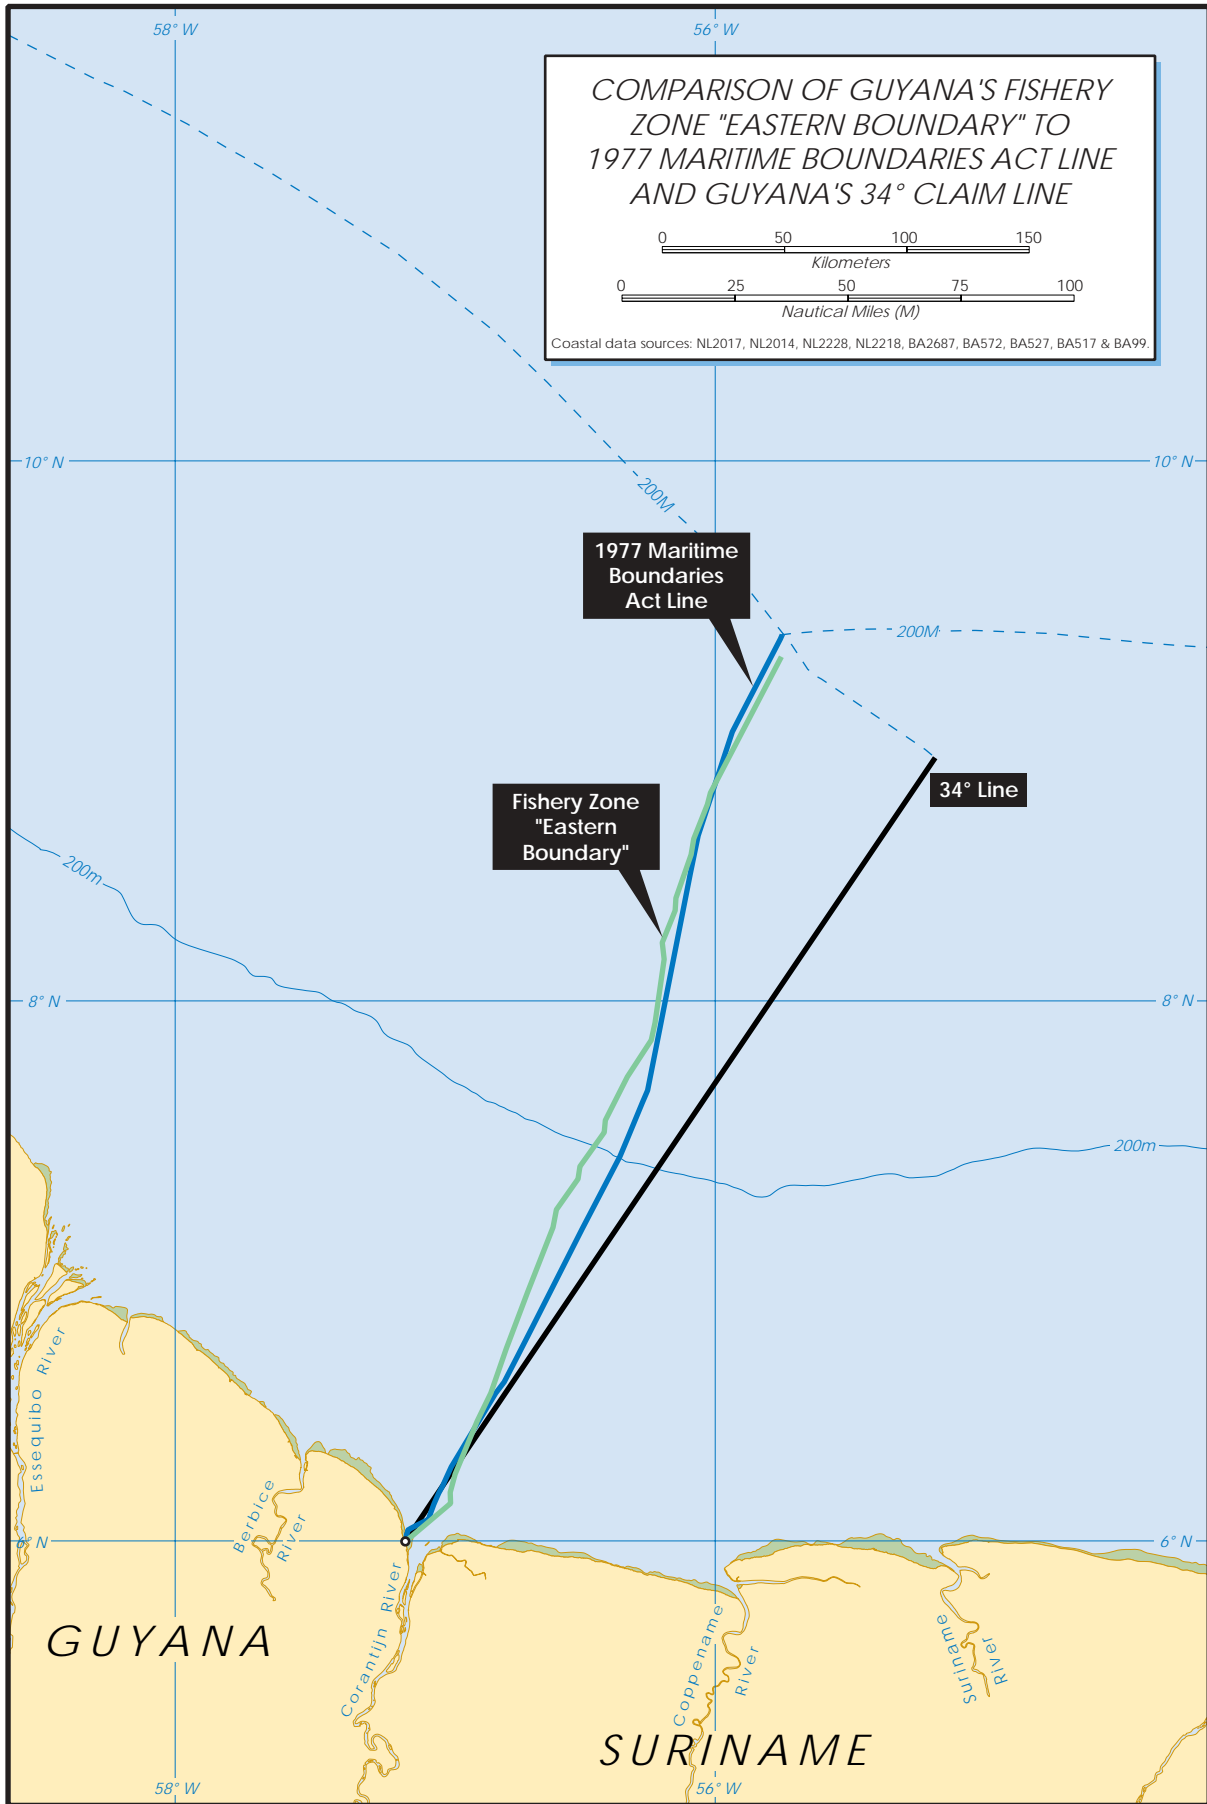 58° W
56° W
COMPARISON OF GUYANA'S FISHERY
ZONE "EASTERN BOUNDARY" TO
1977 MARITIME BOUNDARIES ACT LINE
AND GUYANA'S 34° CLAIM LINE
0 50 100 150
Kilometers
0 25 50 75 100
Nautical Miles (M)
Coastal data sources: NL2017, NL2014, NL2228, NL2218, BA2687, BA572, BA527, BA517 & BA99.
10° N
10° N
200M
1977 Maritime
Boundaries
Act Line
200M
34° Line
Fishery Zone
"Eastern
Boundary"
200m
8° N
8° N
200m
Essequibo River
Berbice
River
6° N
6° N
Corantijn River
Coppename
River
Suriname
River
GUYANA
SURINAME
58° W
56° W